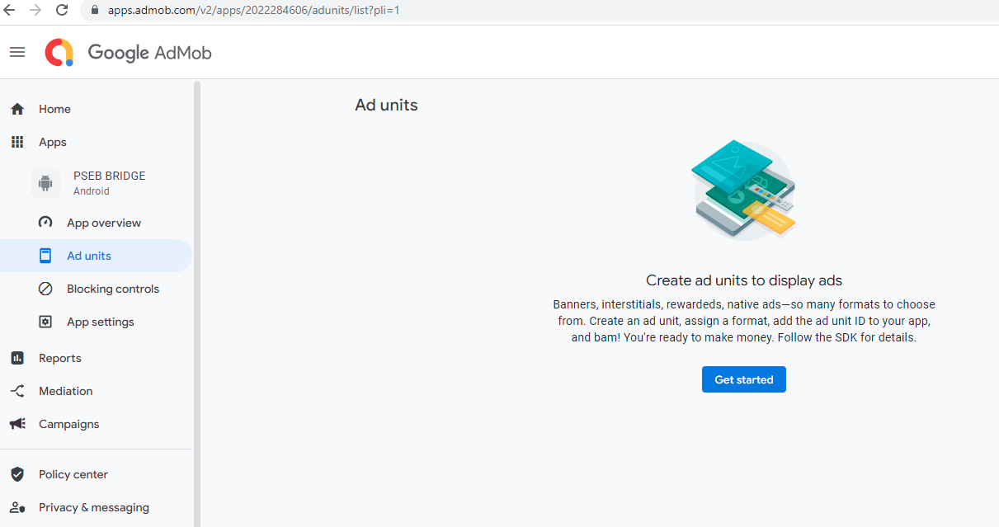 apps.admob.com/v2/apps/2022284606/adunits/list?pli=1
Google AdMob
Home
Apps
PSEB BRIDGE
Android
App overview
Ad units
Blocking controls
App settings
Reports
Mediation
Campaigns
Policy center
Privacy & messaging
Ad units
Create ad units to display ads
Banners, interstitials, rewardeds, native ads—so many formats to choose
from. Create an ad unit, assign a format, add the ad unit ID to your app,
and bam! You're ready to make money. Follow the SDK for details.
Get started